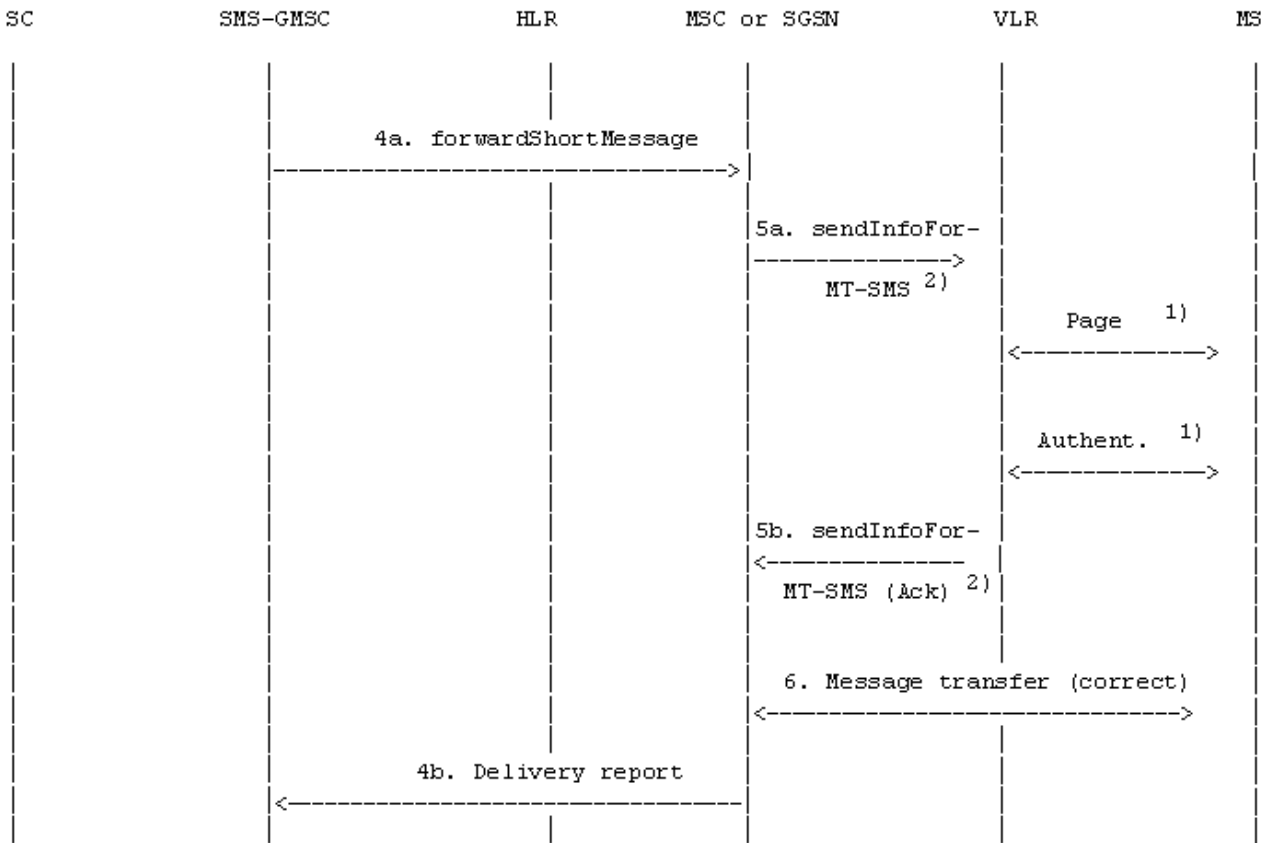 SC SMS-GMSC HLR MSC or SGSN VLR MS
4a. forwardShortMessage
5a. sendInfoFor-
MT-SMS 2)
Page 1)
Authent. 1)
5b. sendInfoFor-
MT-SMS (Ack) 2)
6. Message transfer (correct)
4b. Delivery report